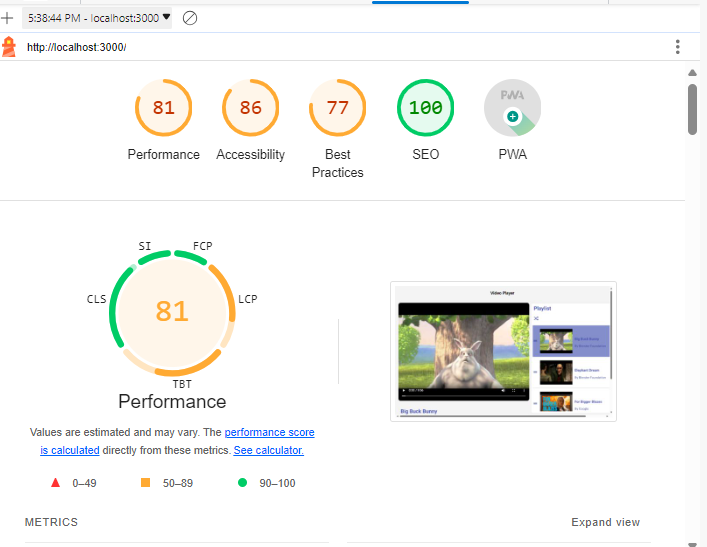 5:38:44 PM - localhost:3000
http://localhost:3000/
81 86 77 100 PWA
Performance Accessibility Best Practices SEO PWA
SI FCP
CLS LCP
81
TBT
Performance
Values are estimated and may vary. The performance score
is calculated directly from these metrics. See calculator.
0–49 50–89 90–100
Video Player
Playlist
Big Buck Bunny
Elephant Dream
For Bigger Blazes
Big Buck Bunny
METRICS
Expand view